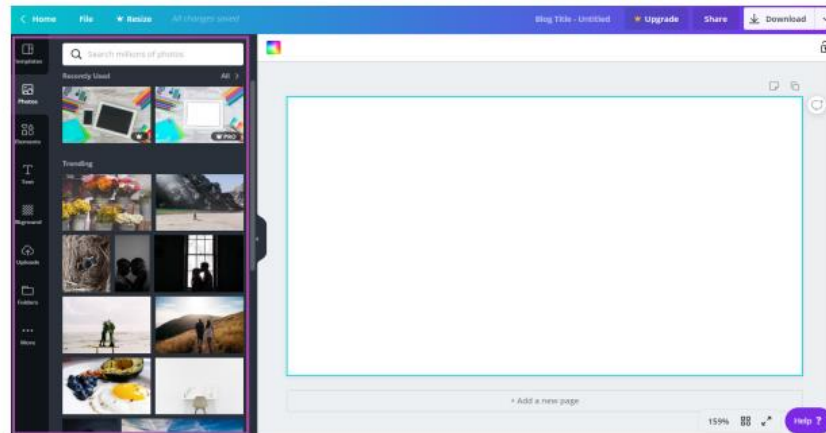 Home File Resize All changes saved Blog Title - Untitled Upgrade Share Download
Templates
Photos
Elements
Text
Bkground
Uploads
Folders
More
Search millions of photos
Recently Used All
PRO
Trending
+ Add a new page
159% Help ?